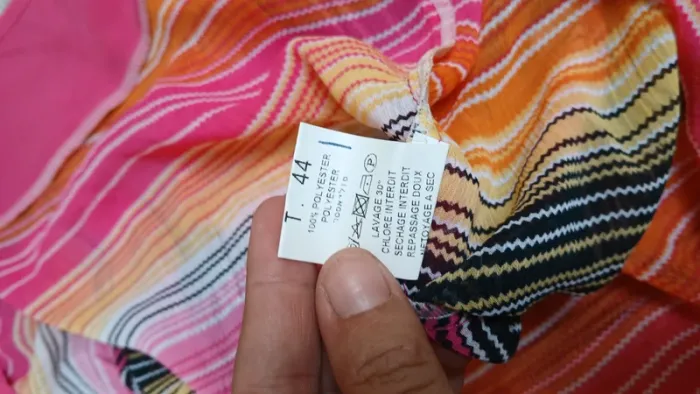 T. 44
100% POLYESTER
POLYESTER
LAVAGE 30°
CHLORE INTERDIT
SECHAGE INTERDIT
REPASSAGE DOUX
NETTOYAGE A SEC